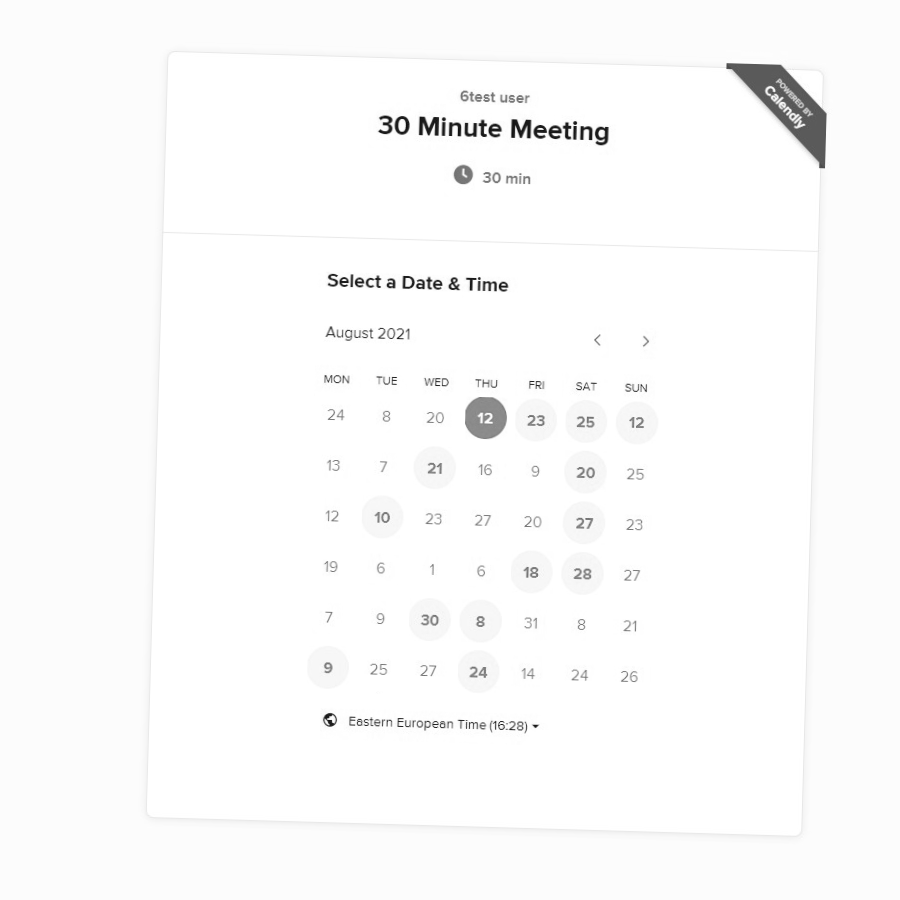 6test user
30 Minute Meeting
30 min
POWERED BY
Calendly
Select a Date & Time
August 2021
MON TUE WED THU FRI SAT SUN
24 8 20 12 23 25 12
13 7 21 16 9 20 25
12 10 23 27 20 27 23
19 6 1 6 18 28 27
7 9 30 8 31 8 21
9 25 27 24 14 24 26
Eastern European Time (16:28)